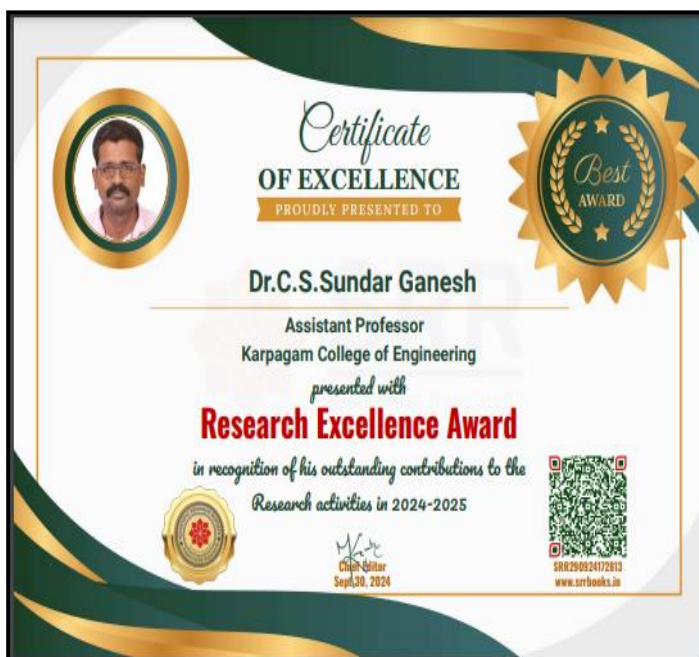 Certificate
OF EXCELLENCE
PROUDLY PRESENTED TO
Best
AWARD
Dr.C.S.Sundar Ganesh
Assistant Professor
Karpagam College of Engineering
presented with
Research Excellence Award
in recognition of his outstanding contributions to the
Research activities in 2024-2025
Chief Editor
Sept 30, 2024
SRR290924172813
www.srrbooks.in
SRR